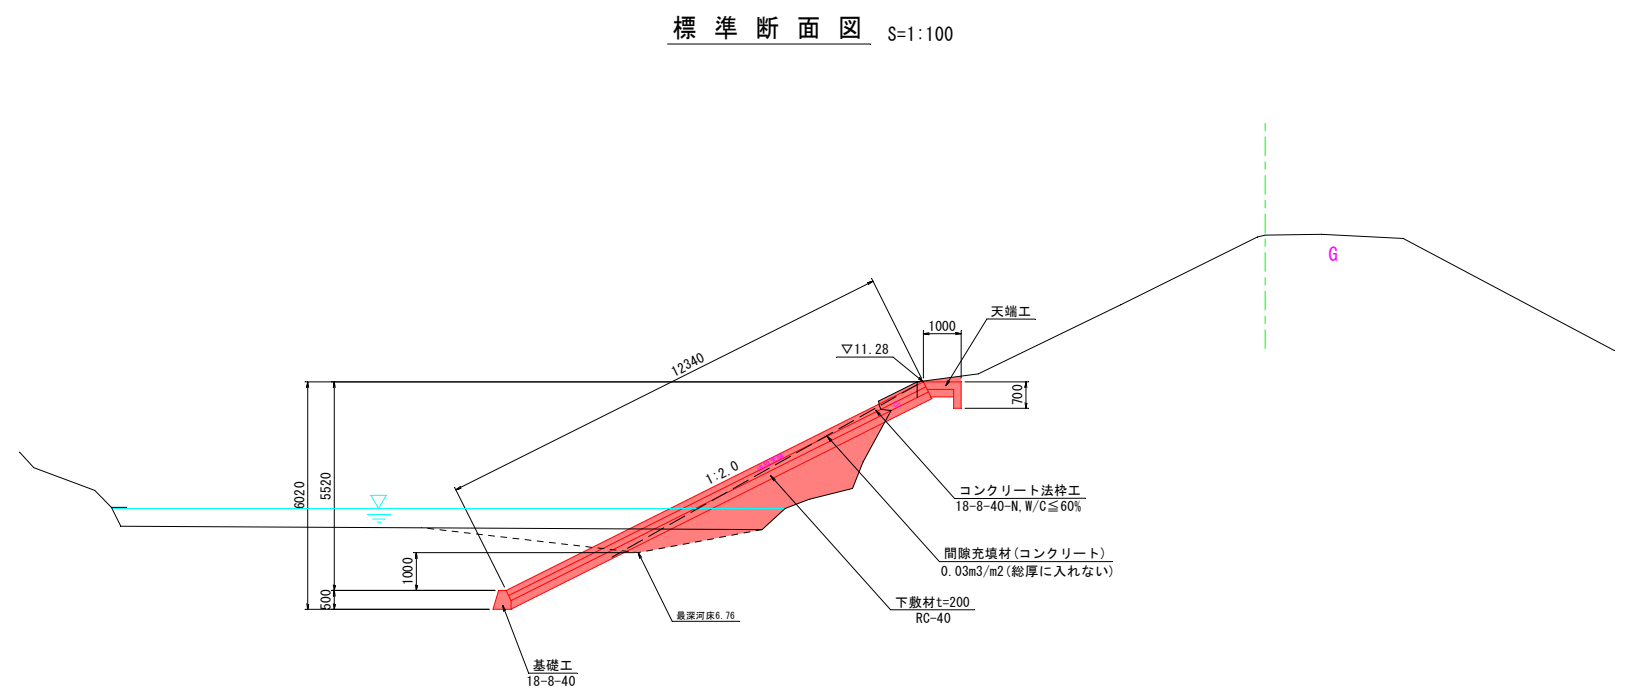 標準断面図 S=1:100
G
天端工
1000
▽11.28
12340
700
1:2.0
5520
6020
コンクリート法枠工
18-8-40-N,W/C≦60%
間隙充填材(コンクリート)
0.03m3/m2(総厚に入れない)
1000
500
下敷材t=200
RC-40
最深河床6.76
基礎工
18-8-40